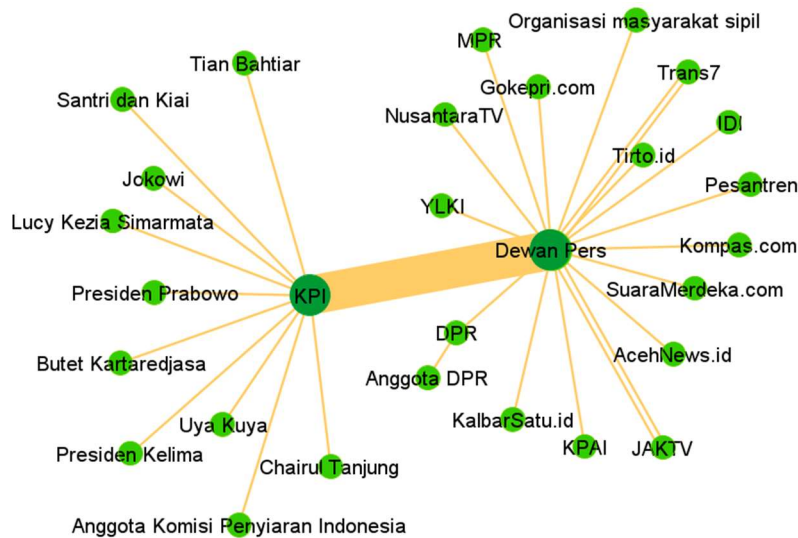 Organisasi masyarakat sipil
MPR
Tian Bahtiar
Trans7
Gokepri.com
Santri dan Kiai
NusantaraTV
IDI
Tirto.id
Jokowi
Pesantren
YLKI
Lucy Kezia Simarmata
Dewan Pers
Kompas.com
Presiden Prabowo
KPI
SuaraMerdeka.com
DPR
AcehNews.id
Butet Kartaredjasa
Anggota DPR
Uya Kuya
KalbarSatu.id
KPAI
JAKTV
Presiden Kelima
Chairul Tanjung
Anggota Komisi Penyiaran Indonesia